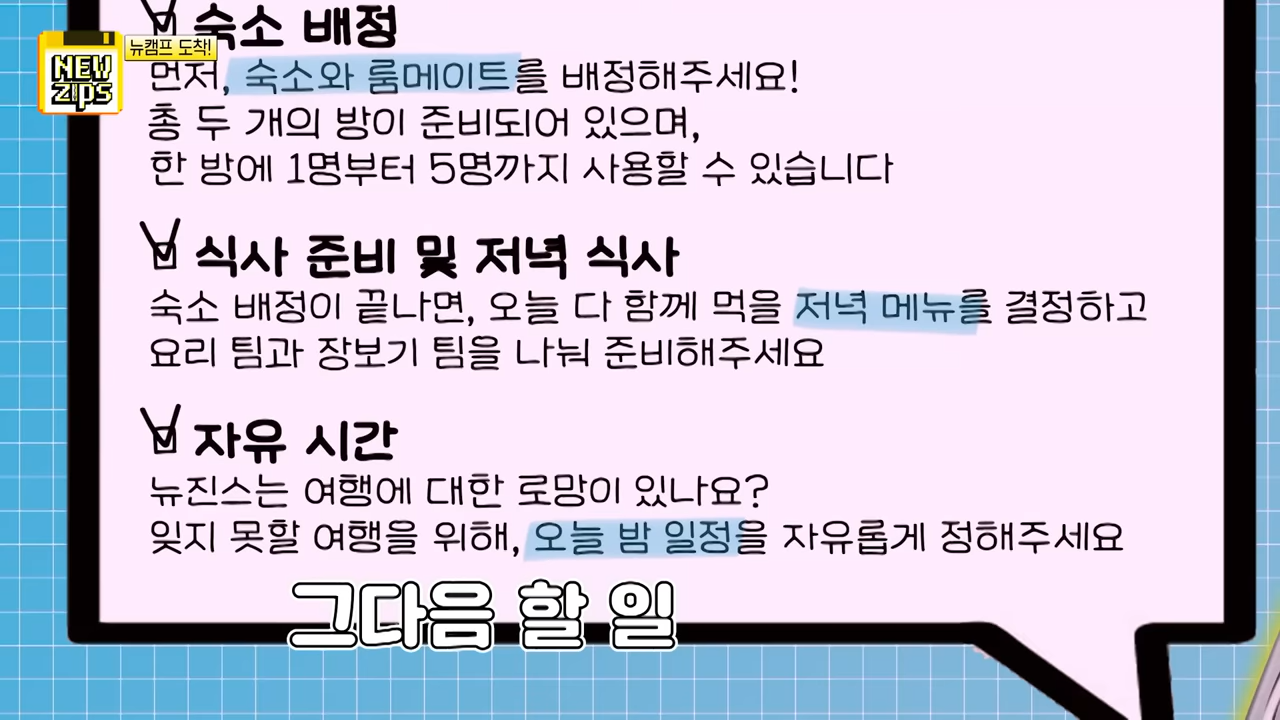 뉴캠프 도착!
NEW
Zips
숙소 배정
먼저, 숙소와 룸메이트를 배정해주세요!
총 두 개의 방이 준비되어 있으며,
한 방에 1명부터 5명까지 사용할 수 있습니다
식사 준비 및 저녁 식사
숙소 배정이 끝나면, 오늘 다 함께 먹을 저녁 메뉴를 결정하고
요리 팀과 장보기 팀을 나눠 준비해주세요
자유 시간
뉴진스는 여행에 대한 로망이 있나요?
잊지 못할 여행을 위해, 오늘 밤 일정을 자유롭게 정해주세요
그다음 할 일